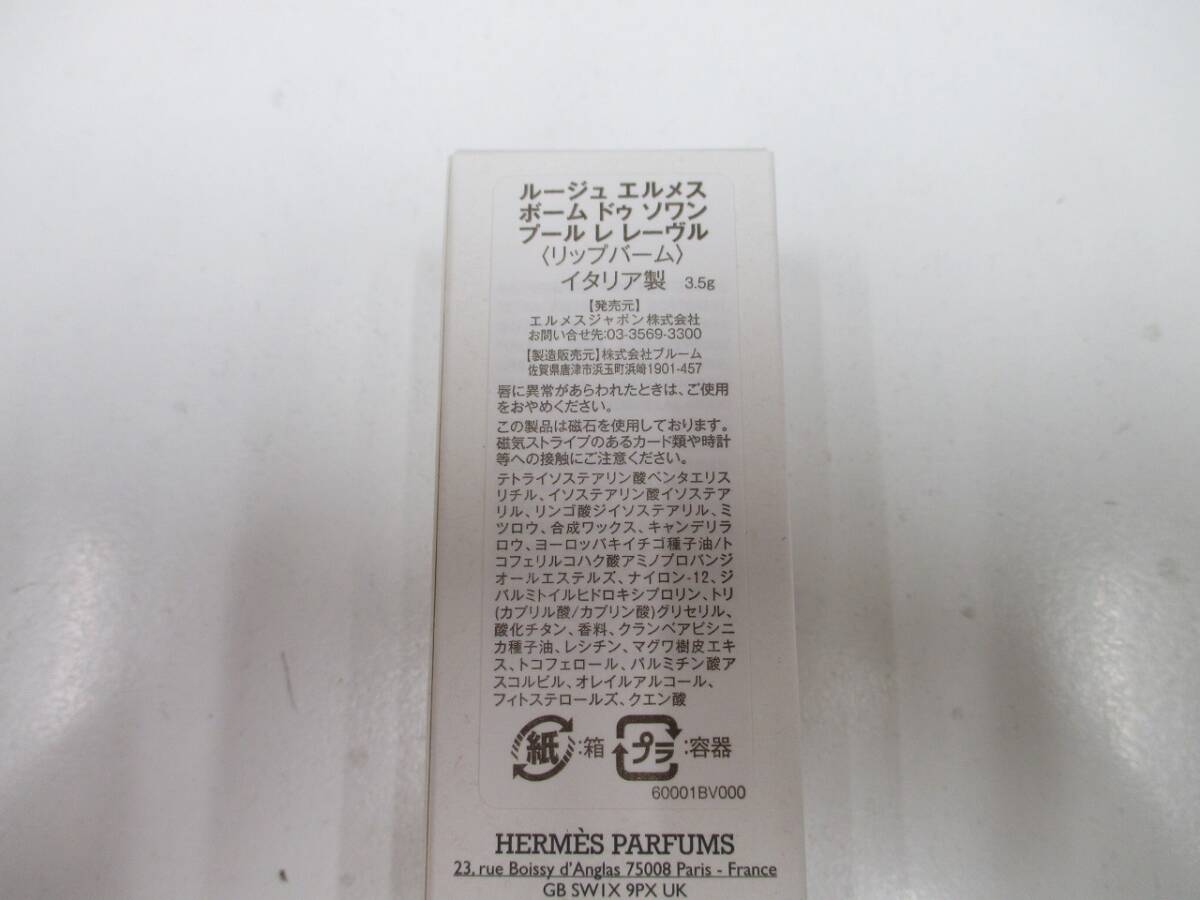 ルージュ エルメス
ボーム ドゥ ソワン
プール レ レーヴル
〈リップバーム〉
イタリア製 3.5g
【発売元】
エルメスジャポン株式会社
お問い合せ先:03-3569-3300
【製造販売元】株式会社プルーム
佐賀県唐津市浜玉町浜崎1901-457
唇に異常があらわれたときは、ご使用
をおやめください。
この製品は磁石を使用しております。
磁気ストライプのあるカード類や時計
等への接触にご注意ください。
テトライソステアリン酸ペンタエリス
リチル、イソステアリン酸イソステア
リル、リンゴ酸ジイソステアリル、ミ
ツロウ、合成ワックス、キャンデリラ
ロウ、ヨーロッパキイチゴ種子油/ト
コフェリルコハク酸アミノプロパンジ
オールエステルズ、ナイロン-12、ジ
パルミトイルヒドロキシプロリン、トリ
(カプリル酸/カプリン酸)グリセリル、
酸化チタン、香料、クランベアビシニ
カ種子油、レシチン、マグワ樹皮エキ
ス、トコフェロール、パルミチン酸ア
スコルビル、オレイルアルコール、
フィトステロールズ、クエン酸
紙:箱 プラ:容器
60001BV000
HERMÈS PARFUMS
23, rue Boissy d'Anglas 75008 Paris - France
GB SW1X 9PX UK